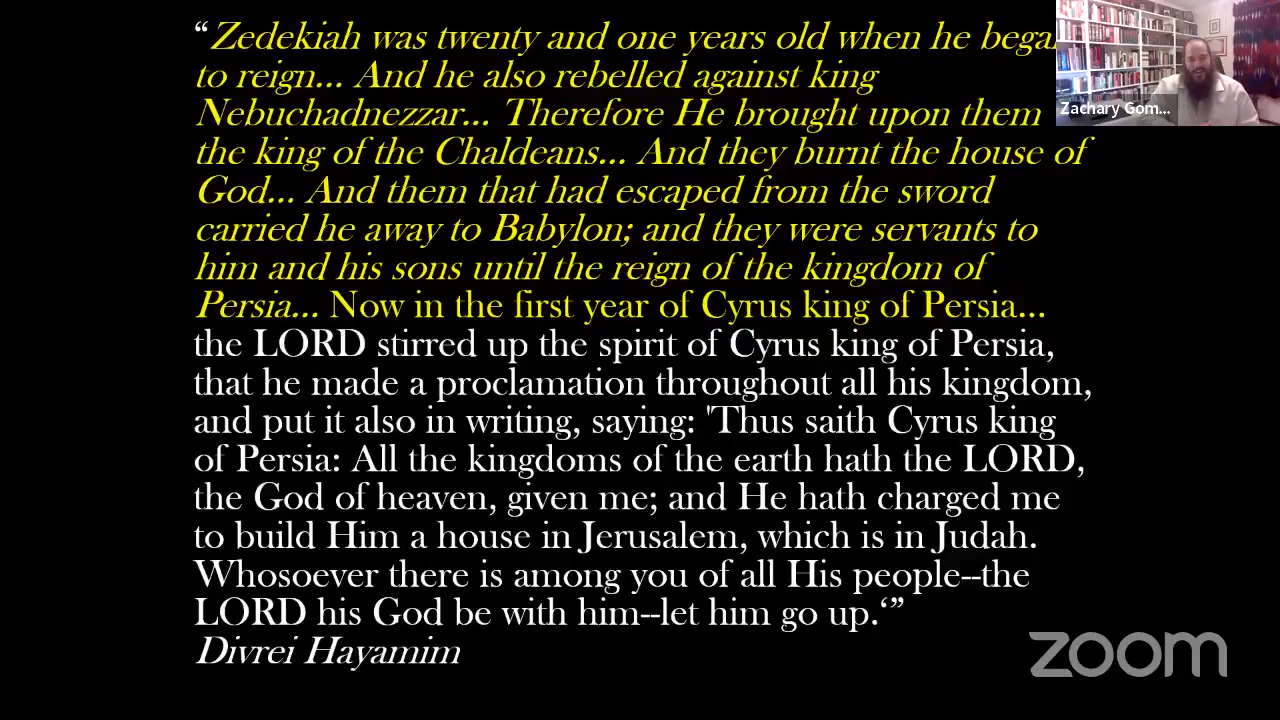 “Zedekiah was twenty and one years old when he
to reign... And he also rebelled against king
Nebuchadnezzar... Therefore He brought upon them
the king of the Chaldeans... And they burnt the house of
God... And them that had escaped from the sword
carried he away to Babylon; and they were servants to
him and his sons until the reign of the kingdom of
Persia... Now in the first year of Cyrus king of Persia...
the LORD stirred up the spirit of Cyrus king of Persia,
that he made a proclamation throughout all his kingdom,
and put it also in writing, saying: 'Thus saith Cyrus king
of Persia: All the kingdoms of the earth hath the LORD,
the God of heaven, given me; and He hath charged me
to build Him a house in Jerusalem, which is in Judah.
Whosoever there is among you of all His people--the
LORD his God be with him--let him go up.‘”
Divrei Hayamim
Zachary Gom...
zoom